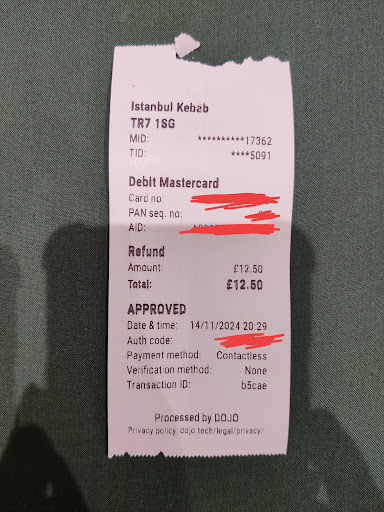 Istanbul Kebab
TR7 1SG
MID: **********17362
TID: ****5091
Debit Mastercard
Card no:
PAN seq. no:
AID:
Refund
Amount: £12.50
Total: £12.50
APPROVED
Date & time: 14/11/2024 20:29
Auth code:
Payment method: Contactless
Verification method: None
Transaction ID: b5cae
Processed by DOJO
Privacy policy: dojo.tech/legal/privacy/